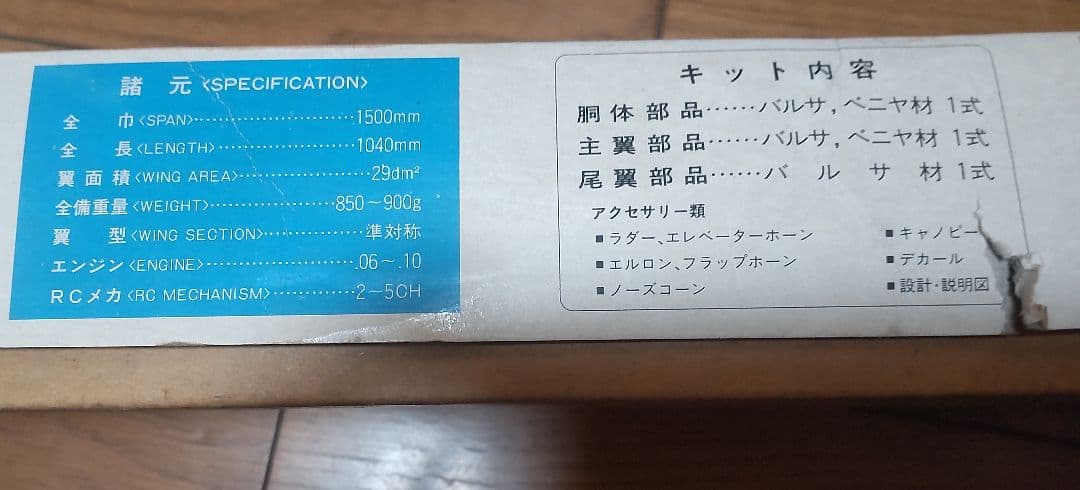 諸元〈SPECIFICATION〉
全巾〈SPAN〉……………………1500mm
全長〈LENGTH〉…………………1040mm
翼面積〈WING AREA〉……………29dm²
全備重量〈WEIGHT〉……………850～900g
翼型〈WING SECTION〉……………準対称
エンジン〈ENGINE〉……………….06～.10
RCメカ〈RC MECHANISM〉…………2～5CH
キット内容
胴体部品……バルサ,ベニヤ材 1式
主翼部品……バルサ,ベニヤ材 1式
尾翼部品……バルサ材 1式
アクセサリー類
■ラダー、エレベーターホーン
■エルロン、フラップホーン
■ノーズコーン
■キャノピー
■デカール
■設計・説明図